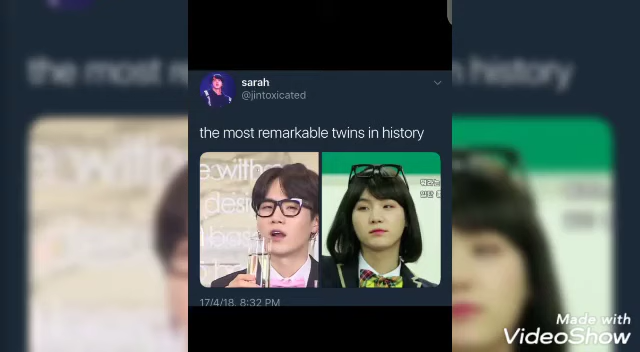 sarah
@jintoxicated
the most remarkable twins in history
17/4/18, 8:32 PM
Made with
VideoShow